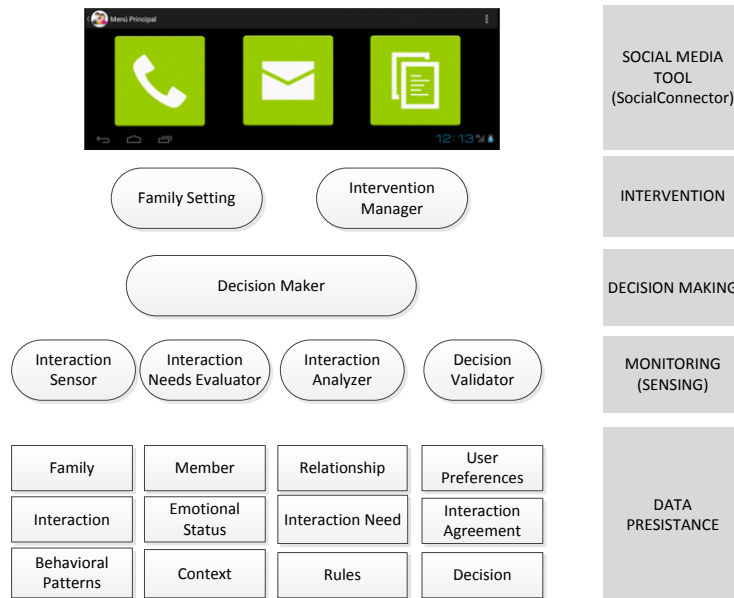 Menú Principal
12:13
SOCIAL MEDIA
TOOL
(SocialConnector)
Family Setting
Intervention
Manager
INTERVENTION
Decision Maker
DECISION MAKING
Interaction
Sensor
Interaction
Needs Evaluator
Interaction
Analyzer
Decision
Validator
MONITORING
(SENSING)
Family
Member
Relationship
User
Preferences
Interaction
Emotional
Status
Interaction Need
Interaction
Agreement
Behavioral
Patterns
Context
Rules
Decision
DATA
PRESISTANCE